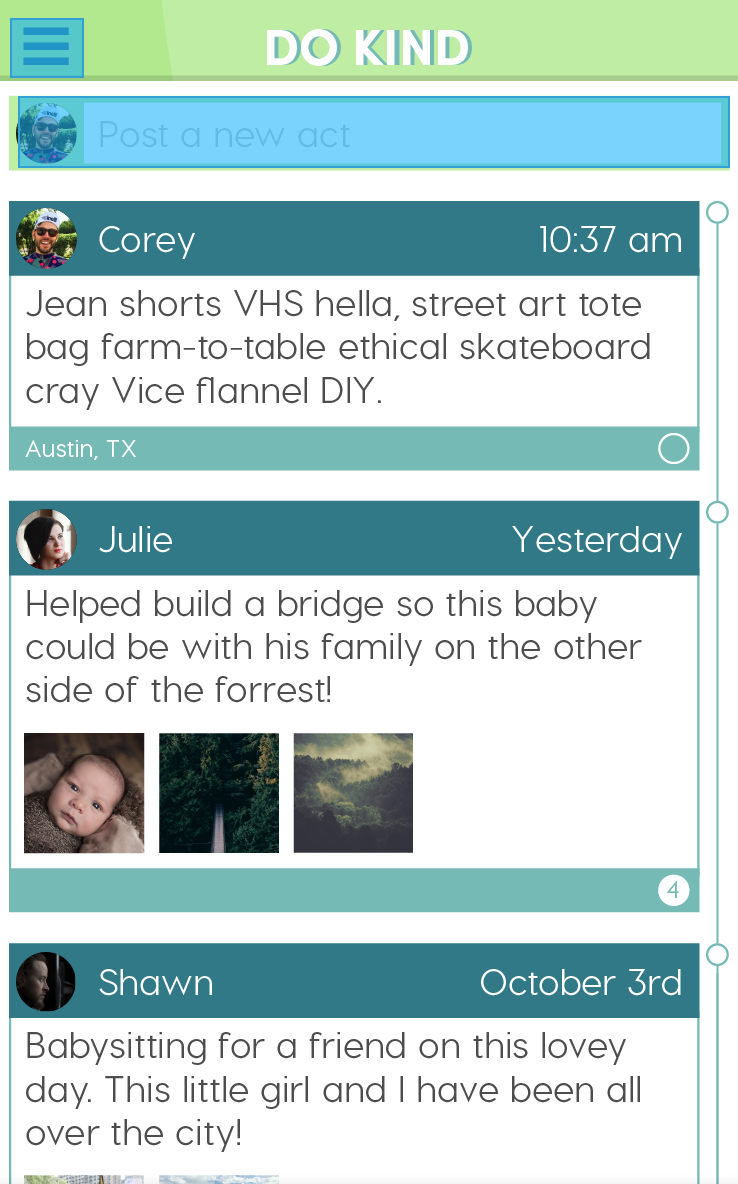 DO KIND
Post a new act
Corey 10:37 am
Jean shorts VHS hella, street art tote
bag farm-to-table ethical skateboard
cray Vice flannel DIY.
Austin, TX
Julie Yesterday
Helped build a bridge so this baby
could be with his family on the other
side of the forrest!
4
Shawn October 3rd
Babysitting for a friend on this lovey
day. This little girl and I have been all
over the city!